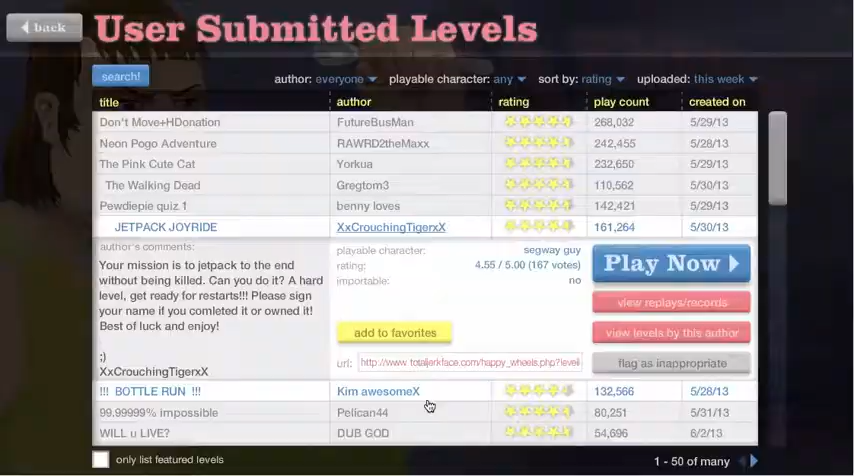 back
User Submitted Levels
search!
author: everyone playable character: any sort by: rating uploaded: this week
title author rating play count created on
Don't Move+HDonation FutureBusMan 268,032 5/29/13
Neon Pogo Adventure RAWRD2theMaxx 242,455 5/28/13
The Pink Cute Cat Yorkua 232,650 5/29/13
The Walking Dead Gregtom3 110,562 5/30/13
Pewdiepie quiz 1 benny loves 142,421 5/29/13
JETPACK JOYRIDE XxCrouchingTigerxX 161,264 5/30/13
author's comments:
Your mission is to jetpack to the end
without being killed. Can you do it? A hard
level, get ready for restarts!!! Please sign
your name if you comleted it or owned it!
Best of luck and enjoy!
;)
XxCrouchingTigerxX
playable character: segway guy
rating: 4.55 / 5.00 (167 votes)
importable: no
add to favorites
url: http://www.totaljerkface.com/happy_wheels.php?level
Play Now
view replays/records
view levels by this author
flag as inappropriate
!!! BOTTLE RUN !!! Kim awesomeX 132,566 5/28/13
99.99999% impossible Pelican44 80,251 5/31/13
WILL u LIVE? DUB GOD 54,696 6/2/13
only list featured levels
1 - 50 of many